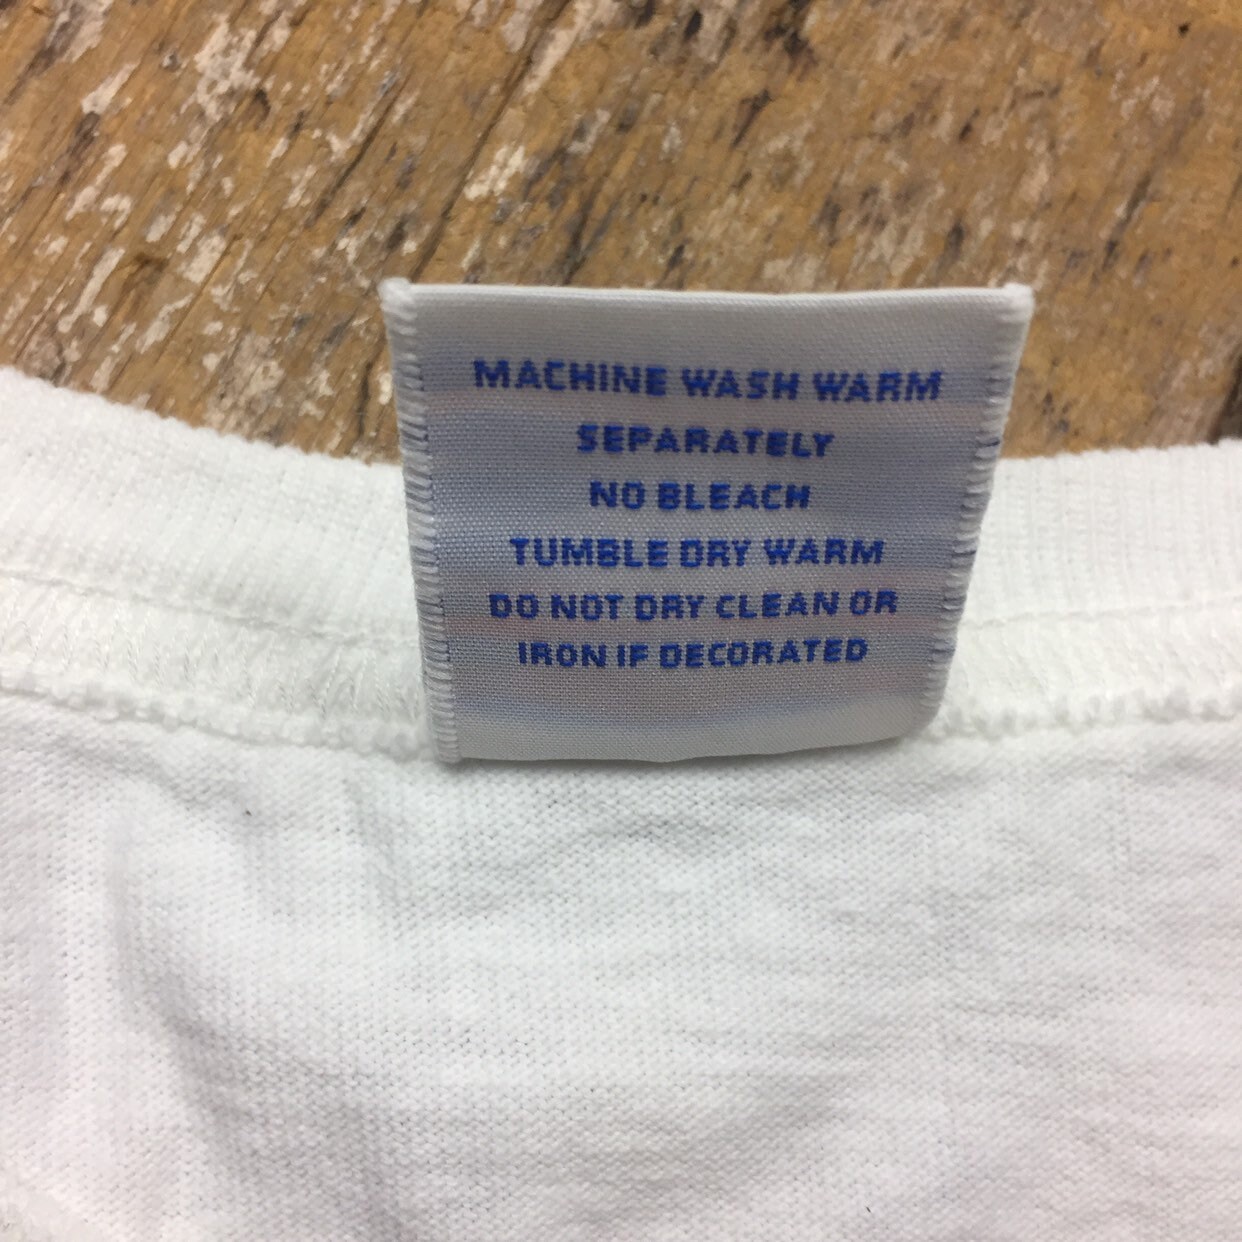 MACHINE WASH WARM
SEPARATELY
NO BLEACH
TUMBLE DRY WARM
DO NOT DRY CLEAN OR
IRON IF DECORATED